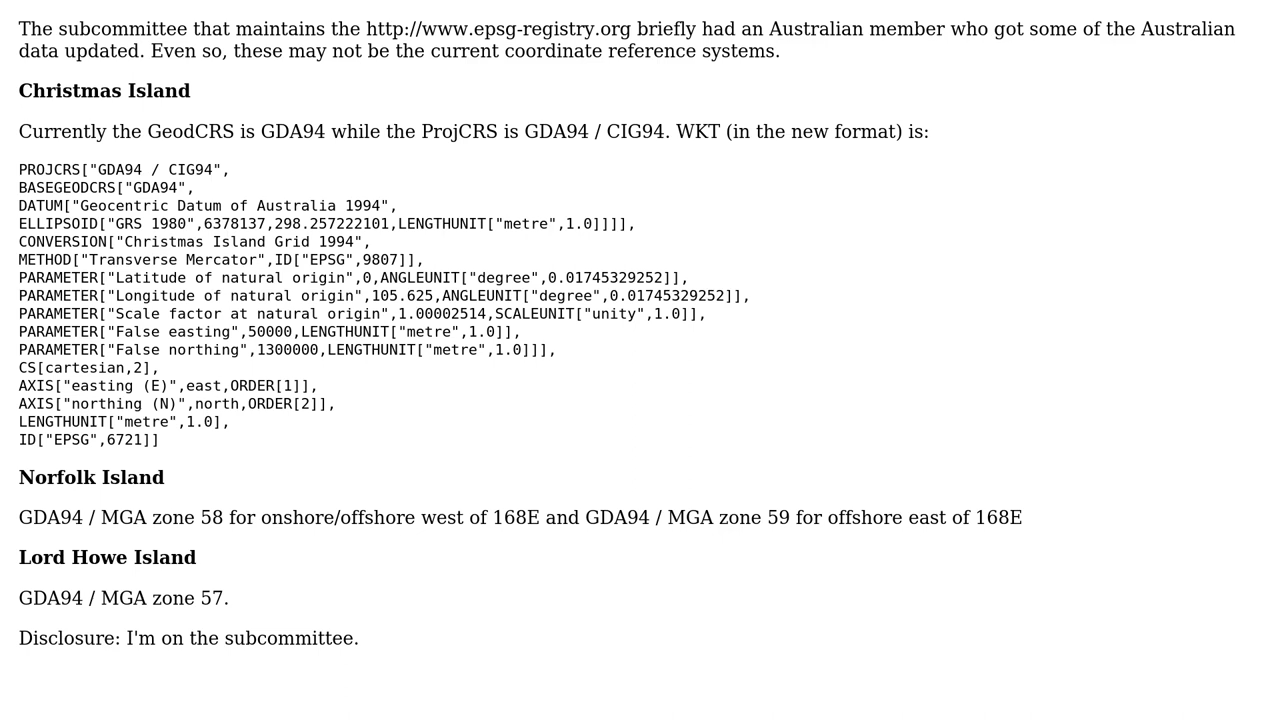 The subcommittee that maintains the http://www.epsg-registry.org briefly had an Australian member who got some of the Australian
data updated. Even so, these may not be the current coordinate reference systems.
Christmas Island
Currently the GeodCRS is GDA94 while the ProjCRS is GDA94 / CIG94. WKT (in the new format) is:
PROJCRS["GDA94 / CIG94",
BASEGEODCRS["GDA94",
DATUM["Geocentric Datum of Australia 1994",
ELLIPSOID["GRS 1980",6378137,298.257222101,LENGTHUNIT["metre",1.0]]]],
CONVERSION["Christmas Island Grid 1994",
METHOD["Transverse Mercator",ID["EPSG",9807]],
PARAMETER["Latitude of natural origin",0,ANGLEUNIT["degree",0.01745329252]],
PARAMETER["Longitude of natural origin",105.625,ANGLEUNIT["degree",0.01745329252]],
PARAMETER["Scale factor at natural origin",1.00002514,SCALEUNIT["unity",1.0]],
PARAMETER["False easting",50000,LENGTHUNIT["metre",1.0]],
PARAMETER["False northing",1300000,LENGTHUNIT["metre",1.0]]],
CS[cartesian,2],
AXIS["easting (E)",east,ORDER[1]],
AXIS["northing (N)",north,ORDER[2]],
LENGTHUNIT["metre",1.0],
ID["EPSG",6721]]
Norfolk Island
GDA94 / MGA zone 58 for onshore/offshore west of 168E and GDA94 / MGA zone 59 for offshore east of 168E
Lord Howe Island
GDA94 / MGA zone 57.
Disclosure: I'm on the subcommittee.